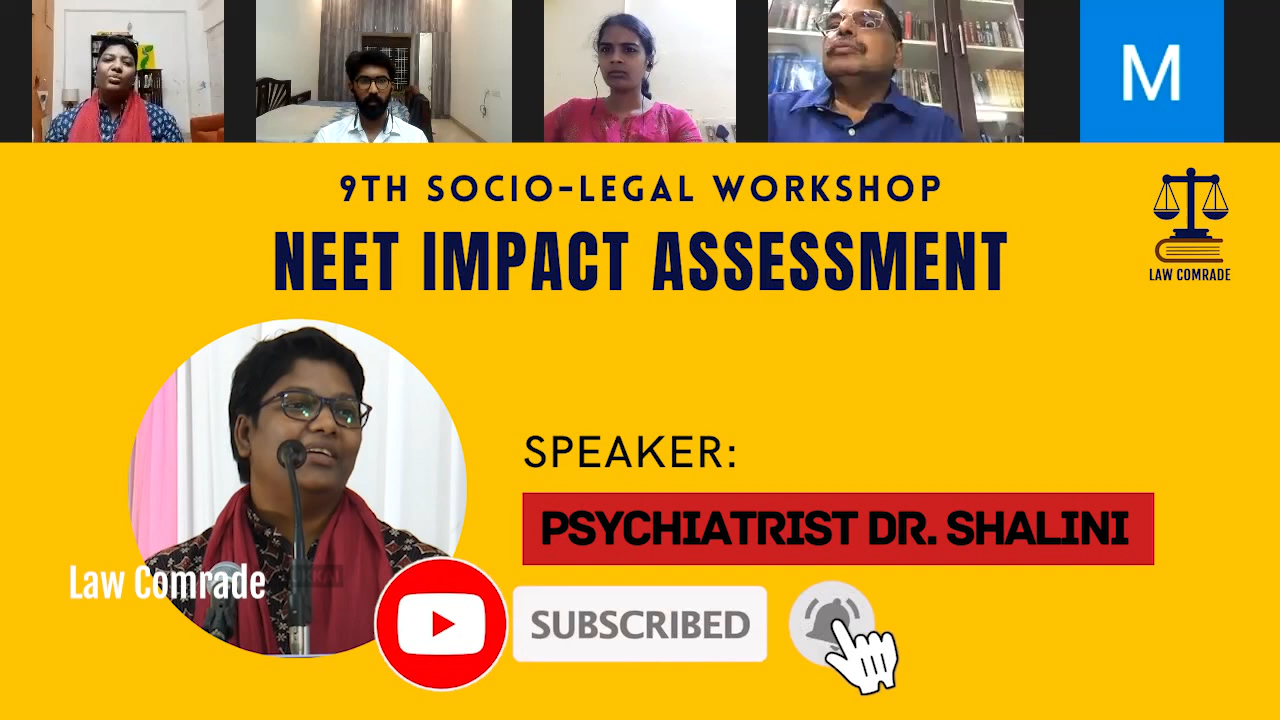 M
9TH SOCIO-LEGAL WORKSHOP
NEET IMPACT ASSESSMENT
LAW COMRADE
SPEAKER:
PSYCHIATRIST DR. SHALINI
Law Comrade
SUBSCRIBED